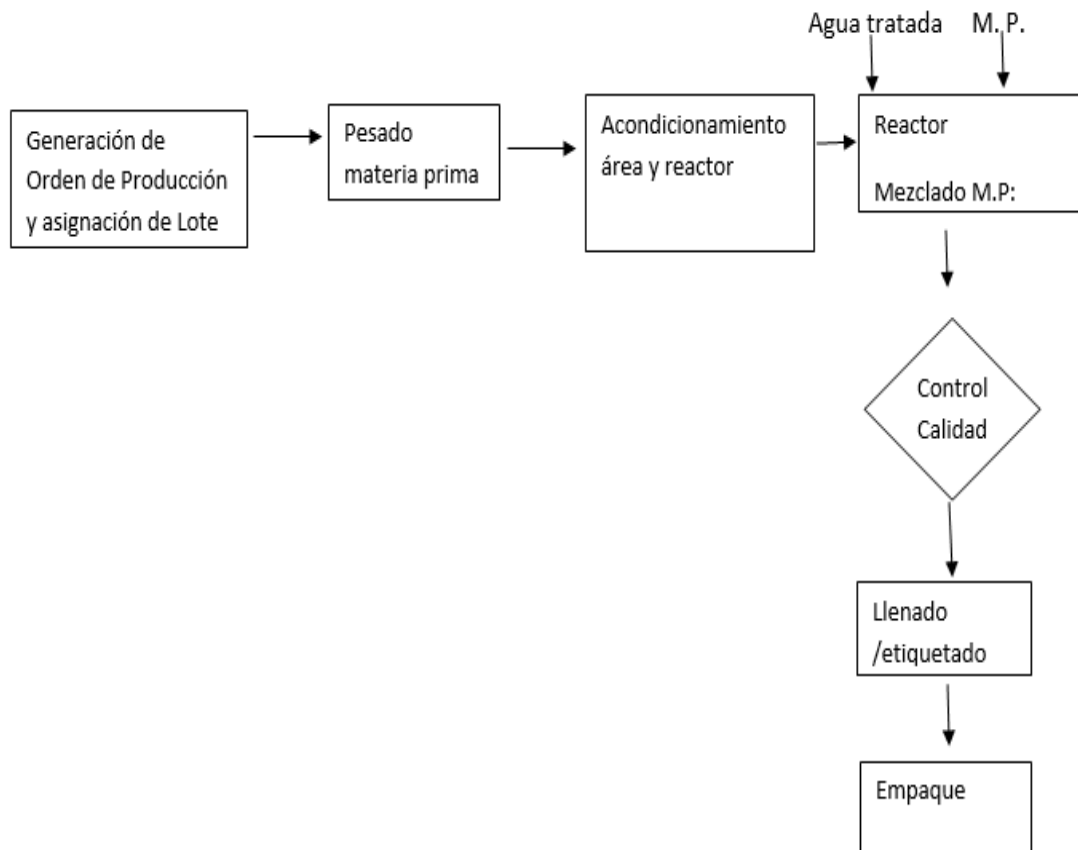 Agua tratada M. P.
Generación de
Orden de Producción
y asignación de Lote
Pesado
materia prima
Acondicionamiento
área y reactor
Reactor
Mezclado M.P:
Control
Calidad
Llenado
/etiquetado
Empaque